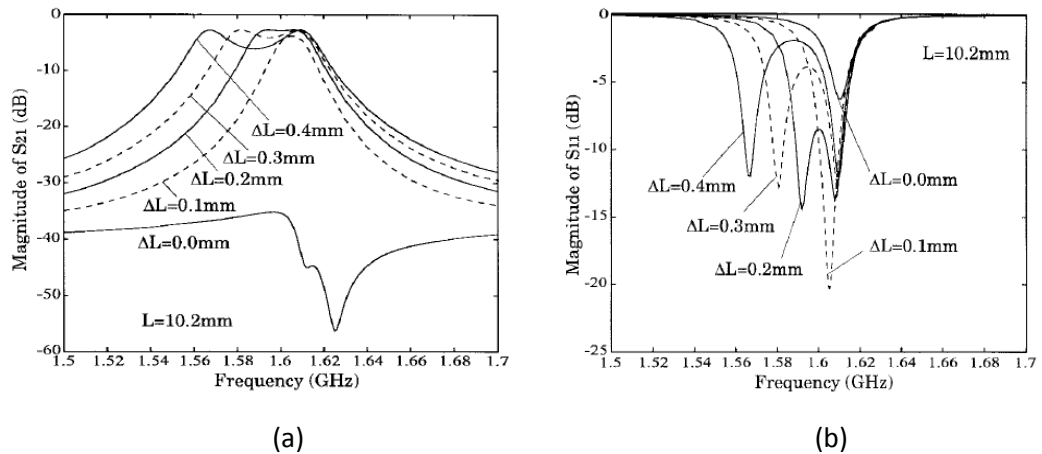 0
-10
-20
-30
-40
-50
-60
Magnitude of S21 (dB)
ΔL=0.4mm
ΔL=0.3mm
ΔL=0.2mm
ΔL=0.1mm
ΔL=0.0mm
L=10.2mm
1.5 1.52 1.54 1.56 1.58 1.6 1.62 1.64 1.66 1.68 1.7
Frequency (GHz)
(a)
0
-5
-10
-15
-20
-25
Magnitude of S11 (dB)
L=10.2mm
ΔL=0.4mm
ΔL=0.0mm
ΔL=0.3mm
ΔL=0.1mm
ΔL=0.2mm
1.5 1.52 1.54 1.56 1.58 1.6 1.62 1.64 1.66 1.68 1.7
Frequency (GHz)
(b)